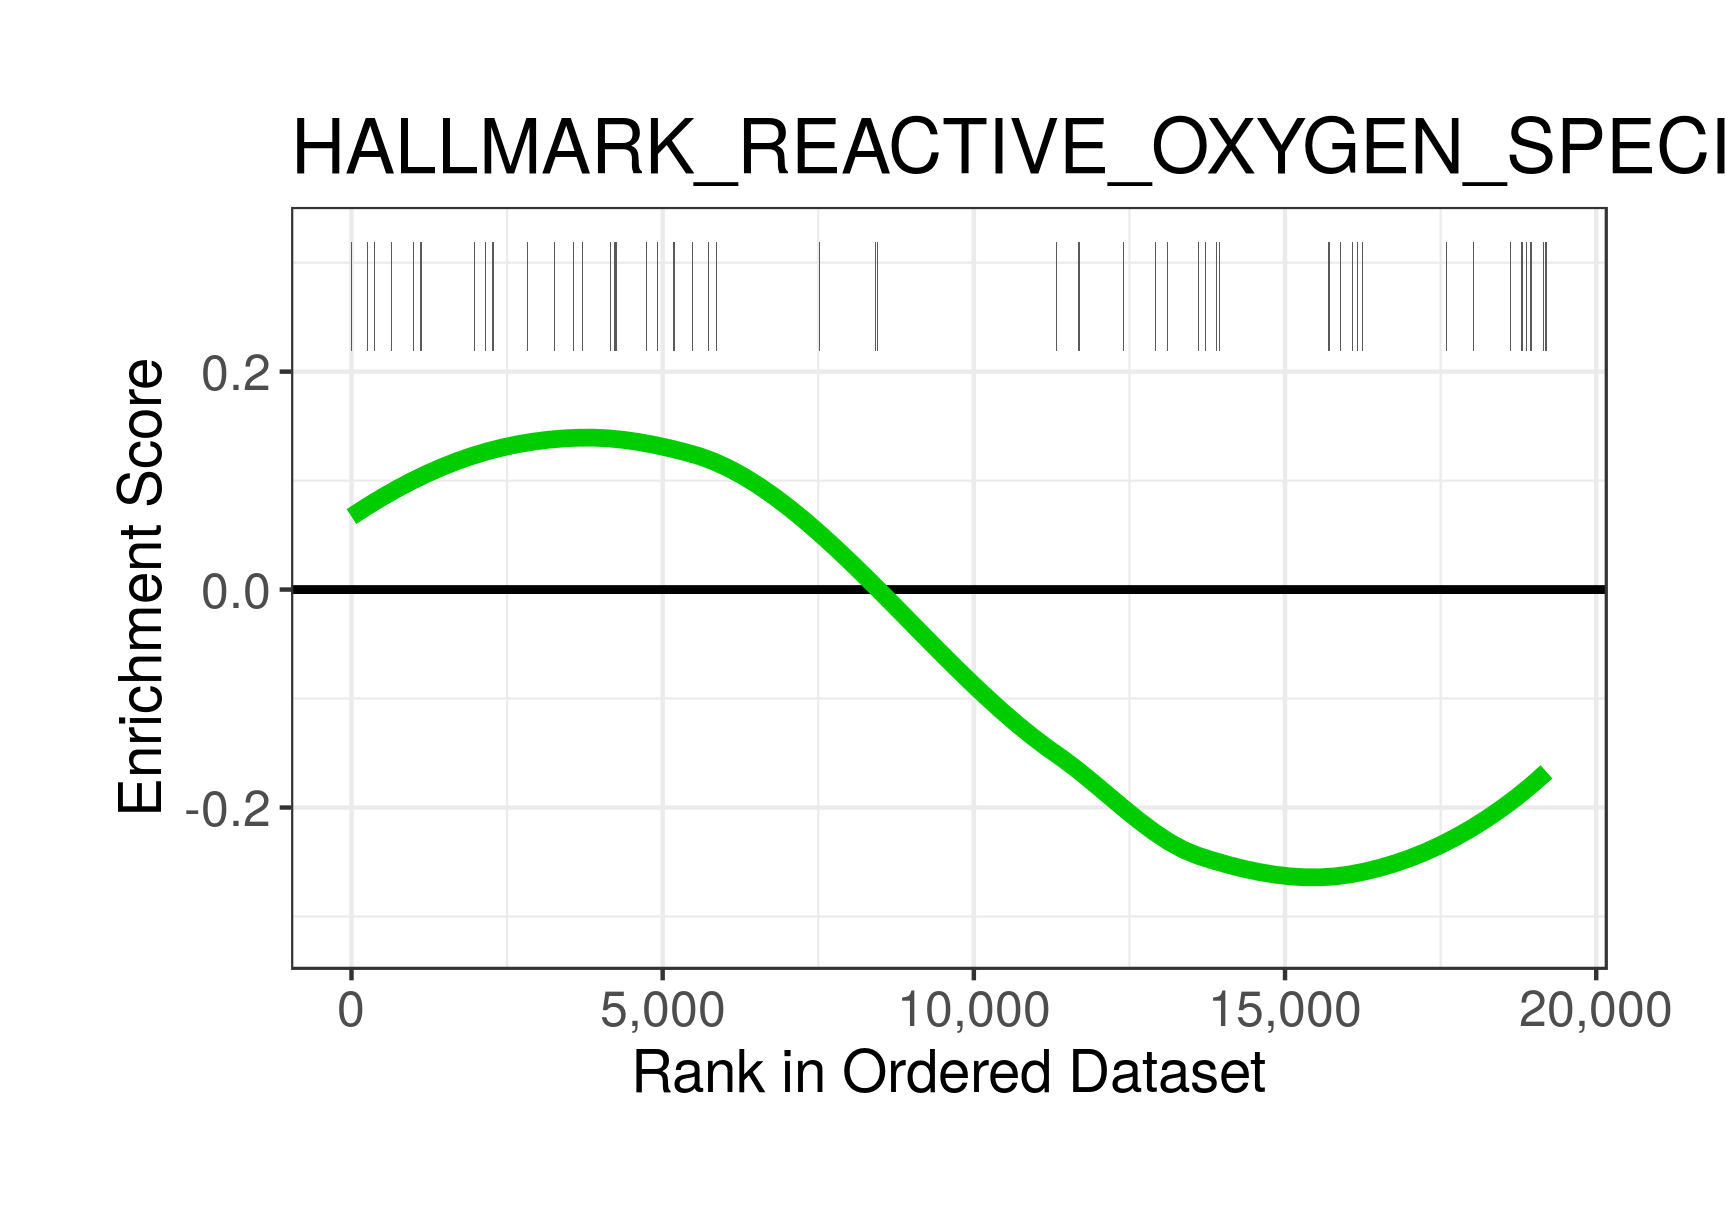 HALLMARK_REACTIVE_OXYGEN_SPECI
Enrichment Score
0.2
0.0
-0.2
0 5,000 10,000 15,000 20,000
Rank in Ordered Dataset